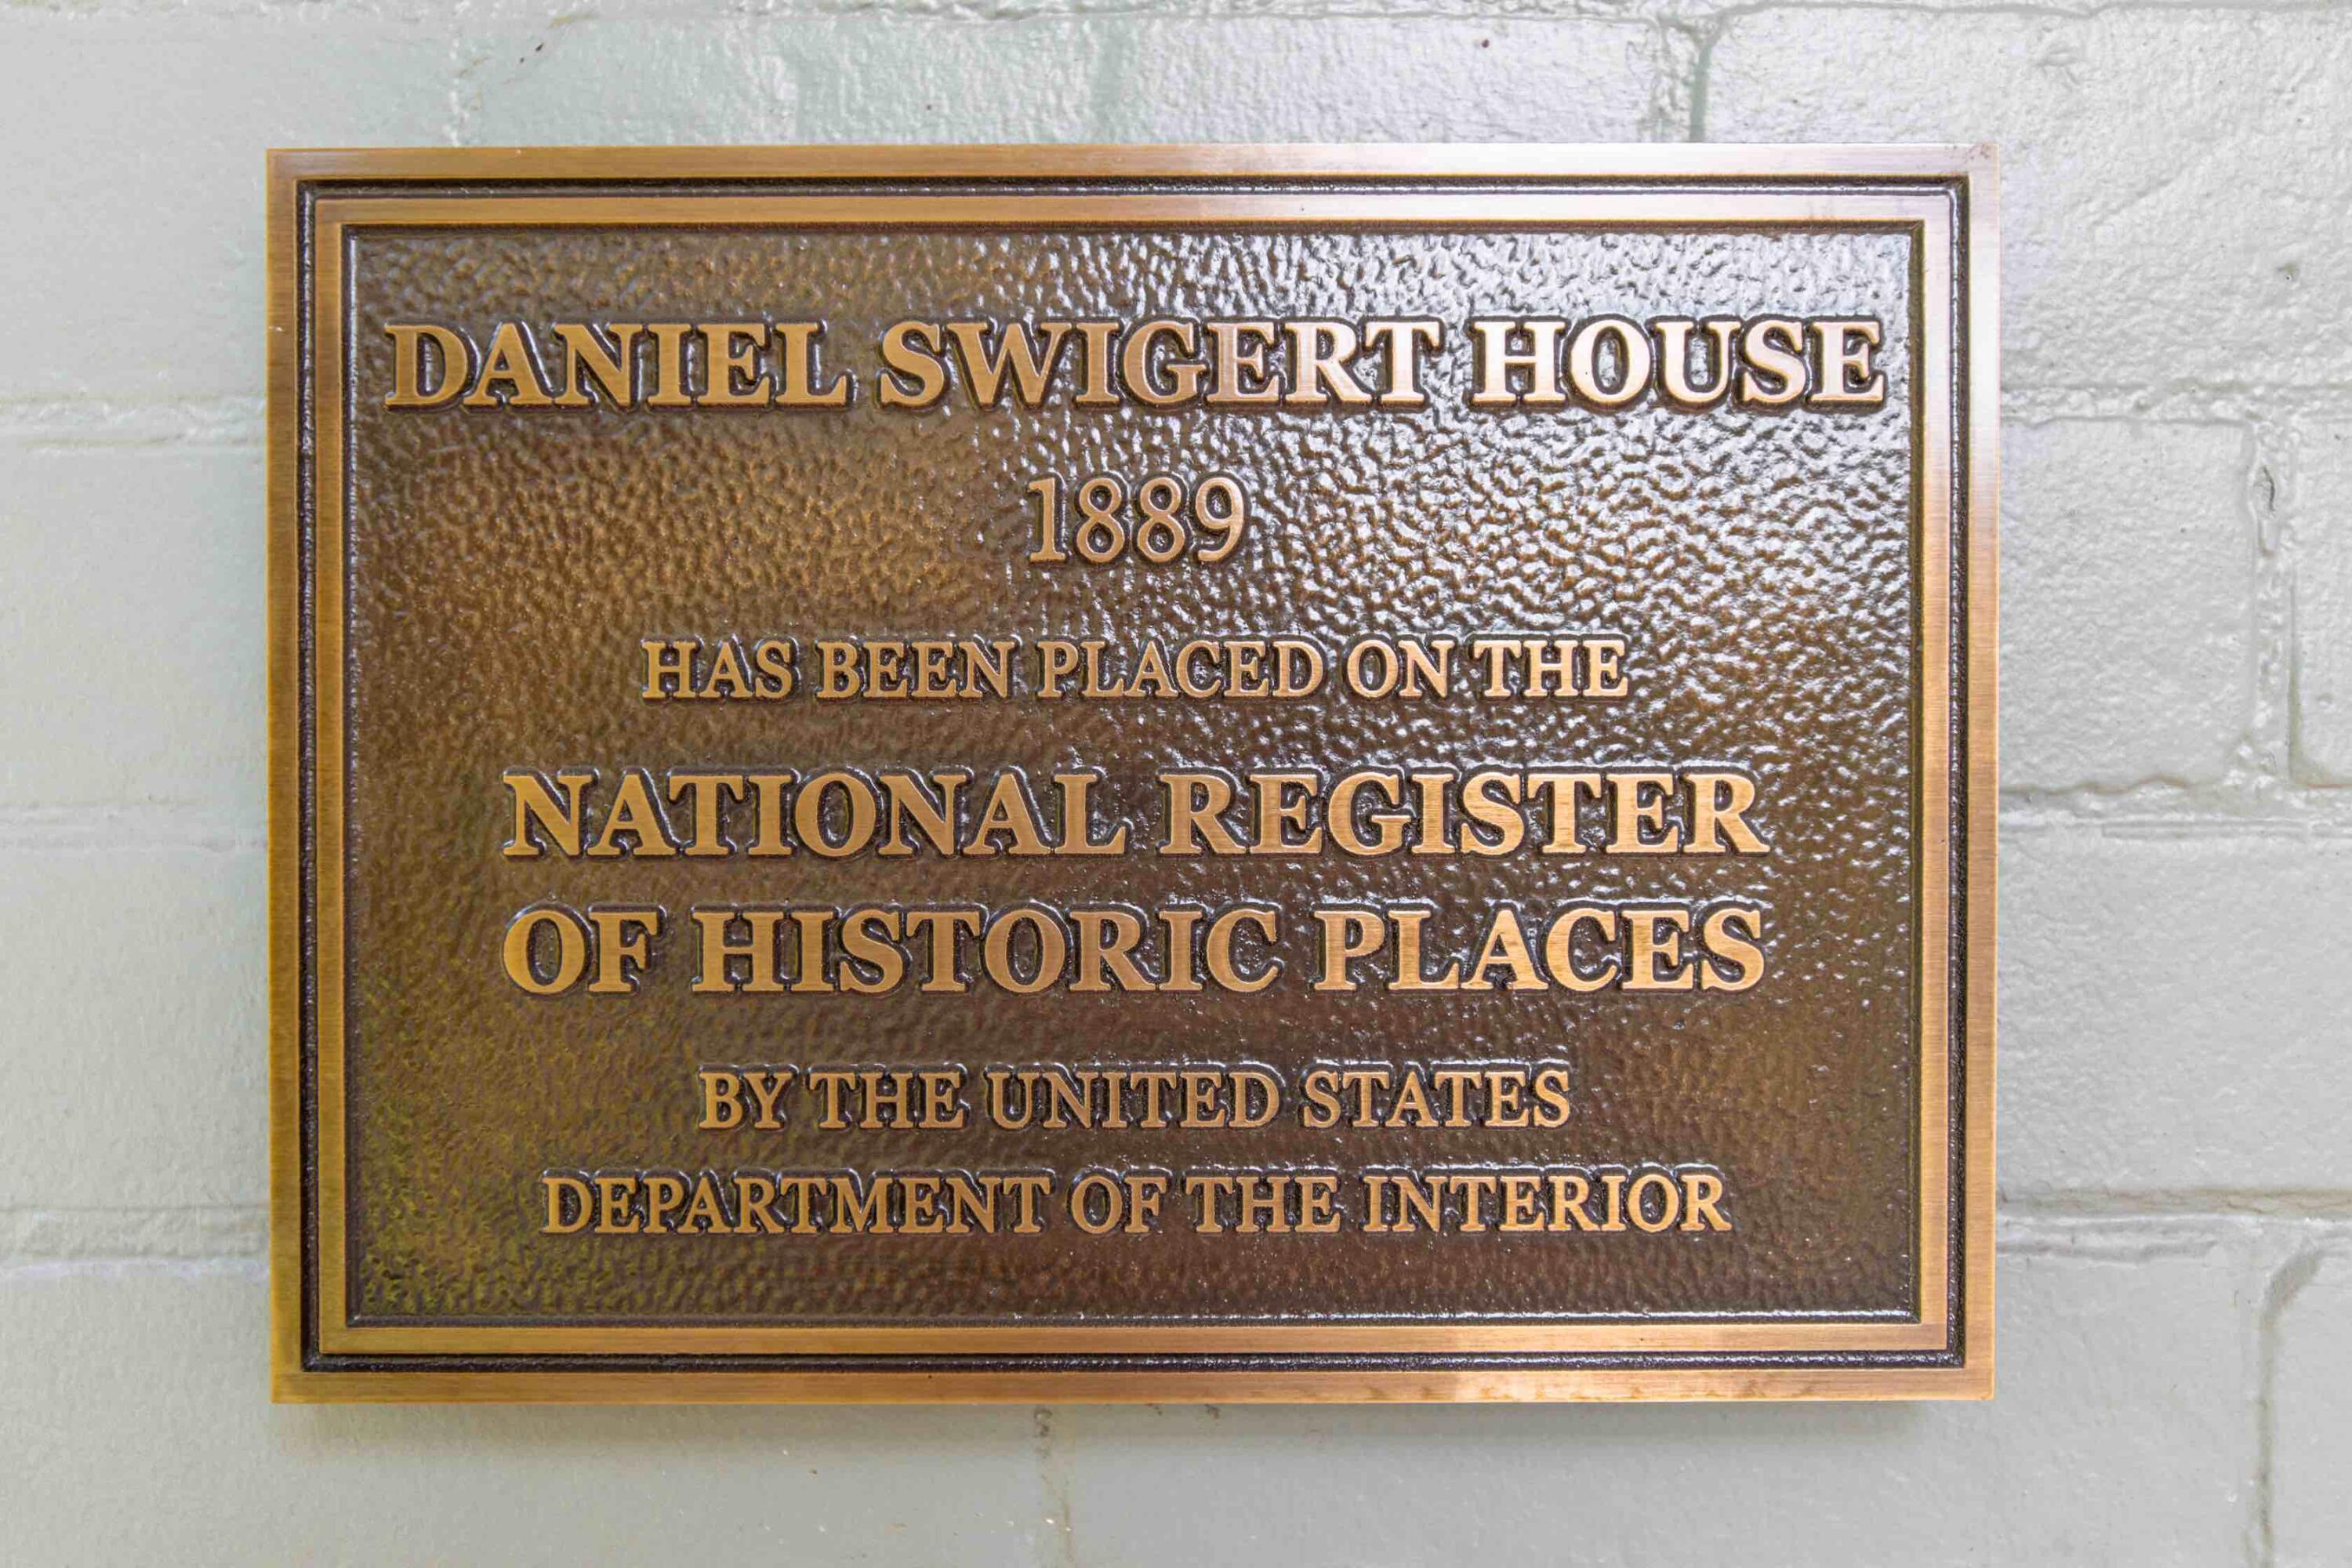 DANIEL SWIGERT HOUSE
1889
HAS BEEN PLACED ON THE
NATIONAL REGISTER
OF HISTORIC PLACES
BY THE UNITED STATES
DEPARTMENT OF THE INTERIOR